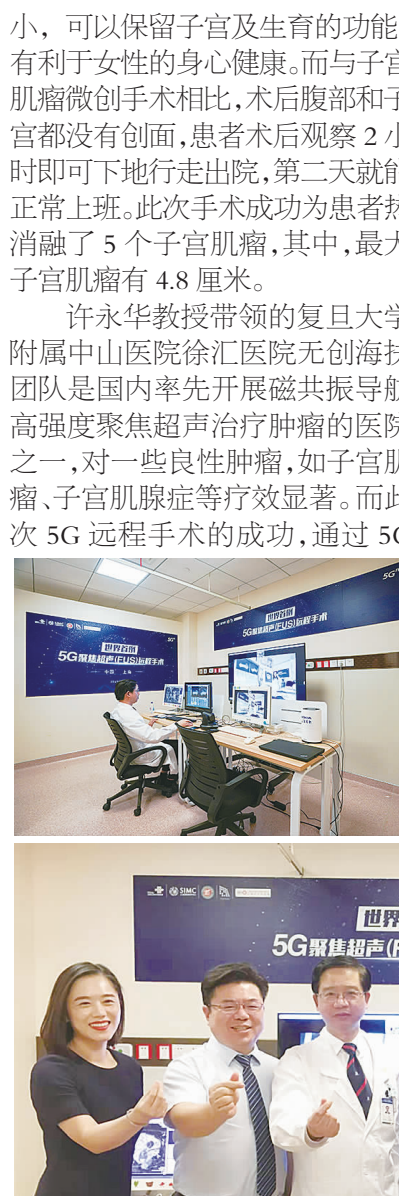 小，可以保留子宫及生育的功能
有利于女性的身心健康。而与子宫
肌瘤微创手术相比，术后腹部和子
宫都没有创面，患者术后观察 2 小
时即可下地行走出院，第二天就能
正常上班。此次手术成功为患者热
消融了 5 个子宫肌瘤，其中，最大
子宫肌瘤有 4.8 厘米。
许永华教授带领的复旦大学
附属中山医院徐汇医院无创海扶
团队是国内率先开展磁共振导航
高强度聚焦超声治疗肿瘤的医院
之一，对一些良性肿瘤，如子宫肌
瘤、子宫肌腺症等疗效显著。而此
次 5G 远程手术的成功，通过 5G
世界首例
5G聚焦超声(FUS)远程手术
中国 上海
5G
世界首例
5G聚焦超声(FUS)远程手术
5G
SIMC
世界
5G聚焦超声(F